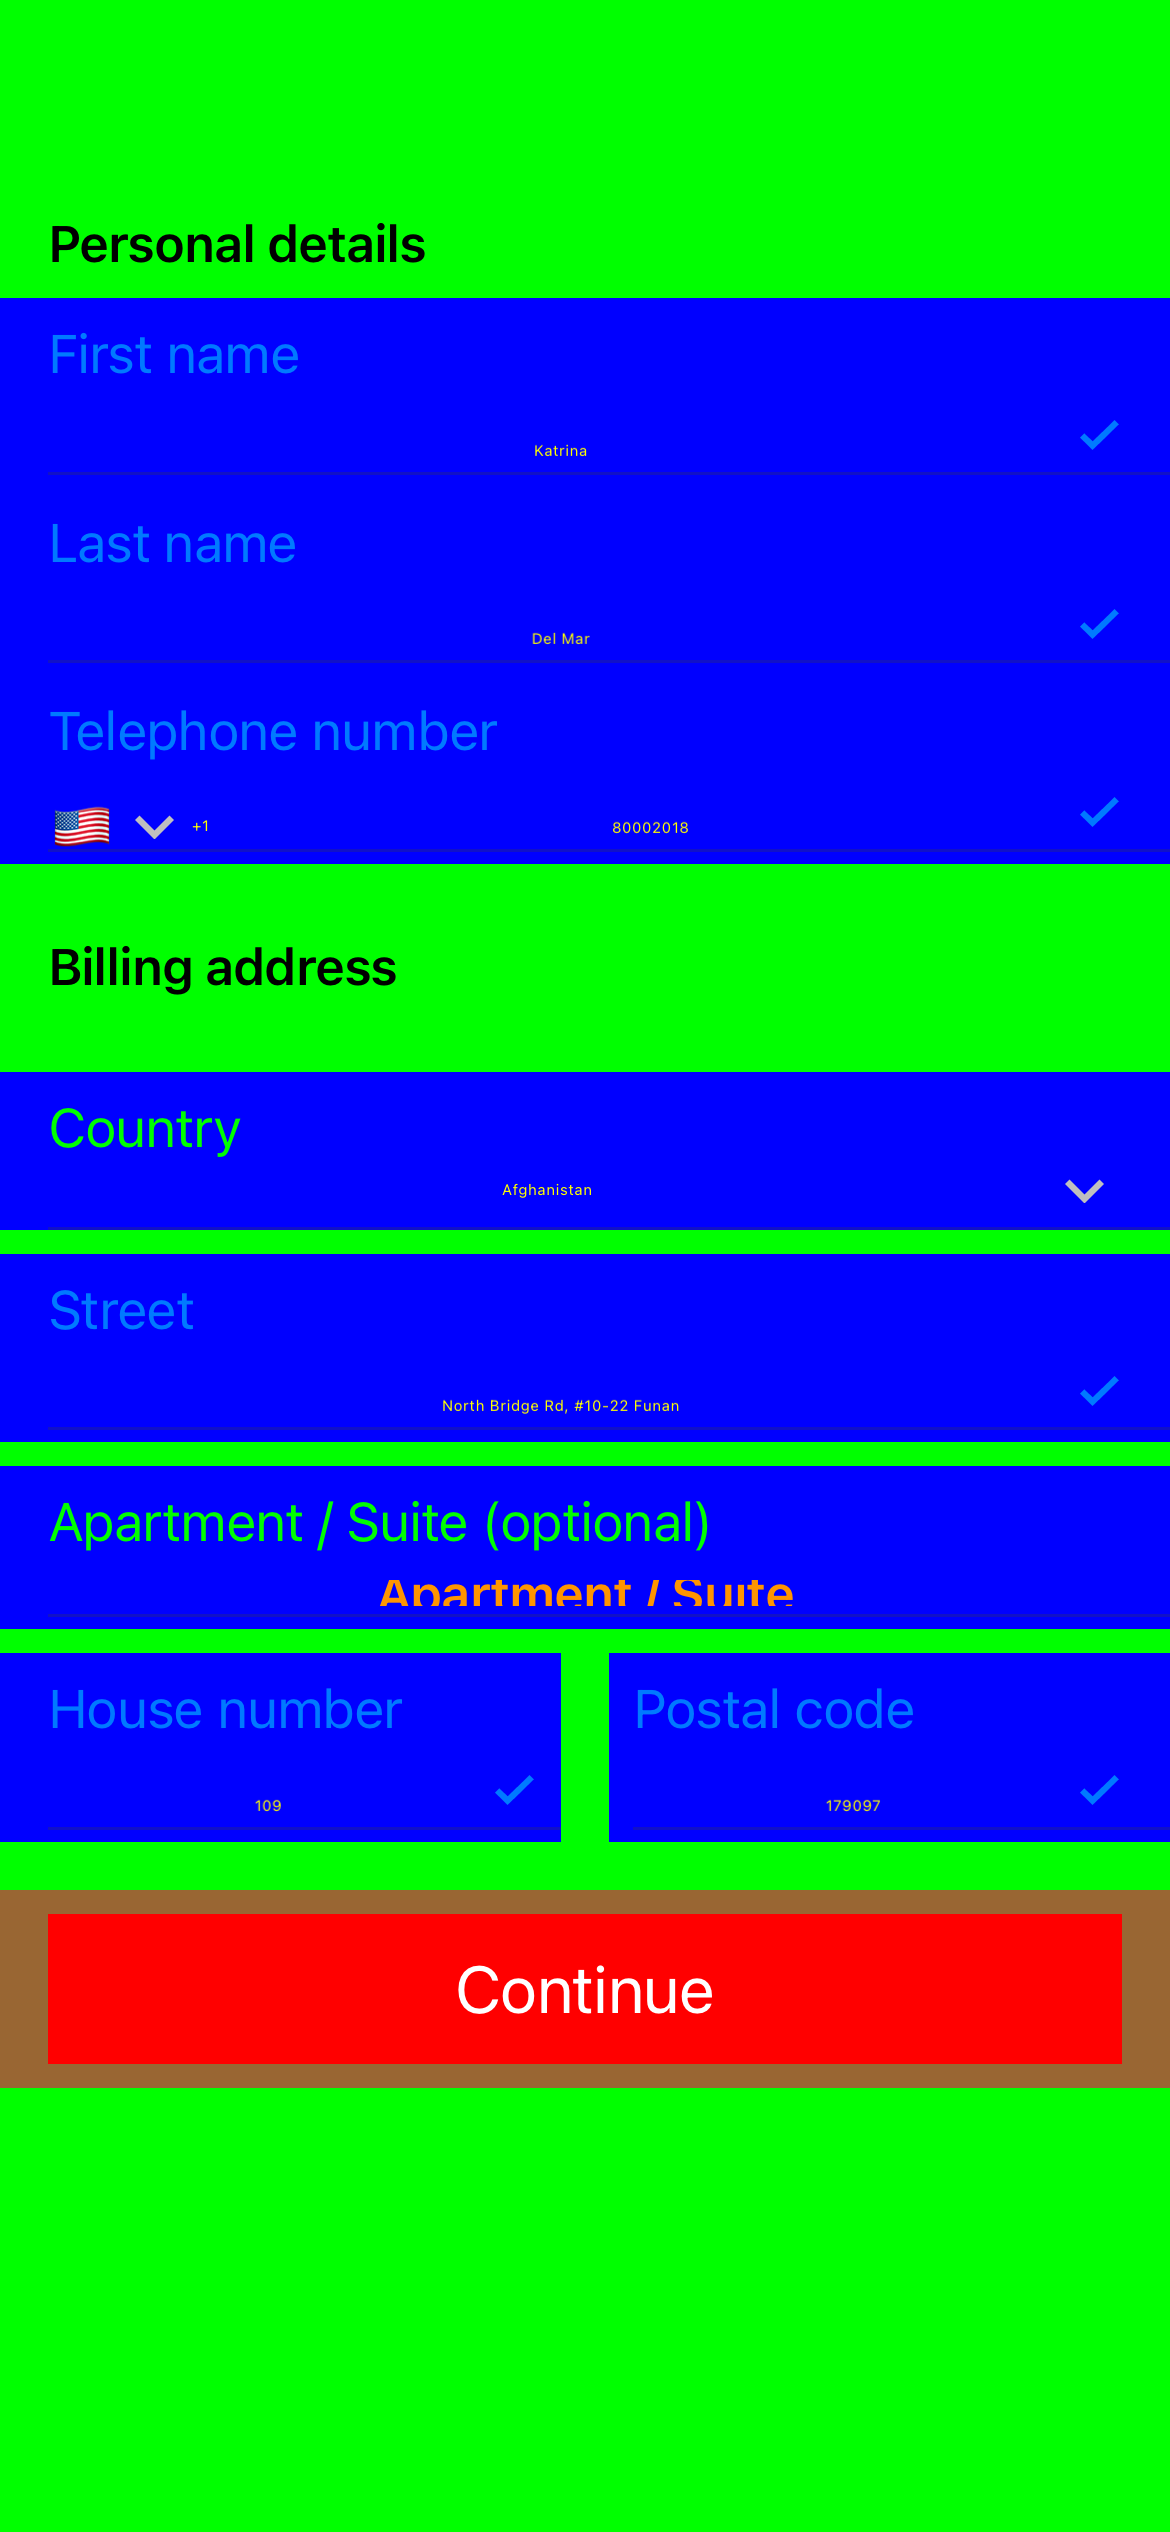 Personal details
First name
Katrina
Last name
Del Mar
Telephone number
+1 80002018
Billing address
Country
Afghanistan
Street
North Bridge Rd, #10-22 Funan
Apartment / Suite (optional)
Apartment / Suite
House number
Postal code
109
179097
Continue